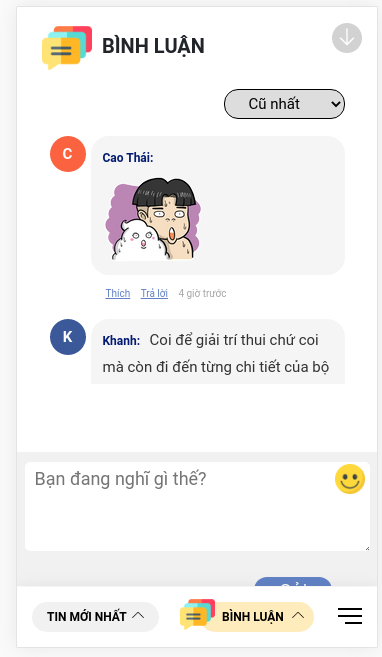 BÌNH LUẬN
Cũ nhất
C
Cao Thái:
Thích Trả lời 4 giờ trước
K
Khanh: Coi để giải trí thui chứ coi
mà còn đi đến từng chi tiết của bộ
Bạn đang nghĩ gì thế?
TIN MỚI NHẤT
BÌNH LUẬN